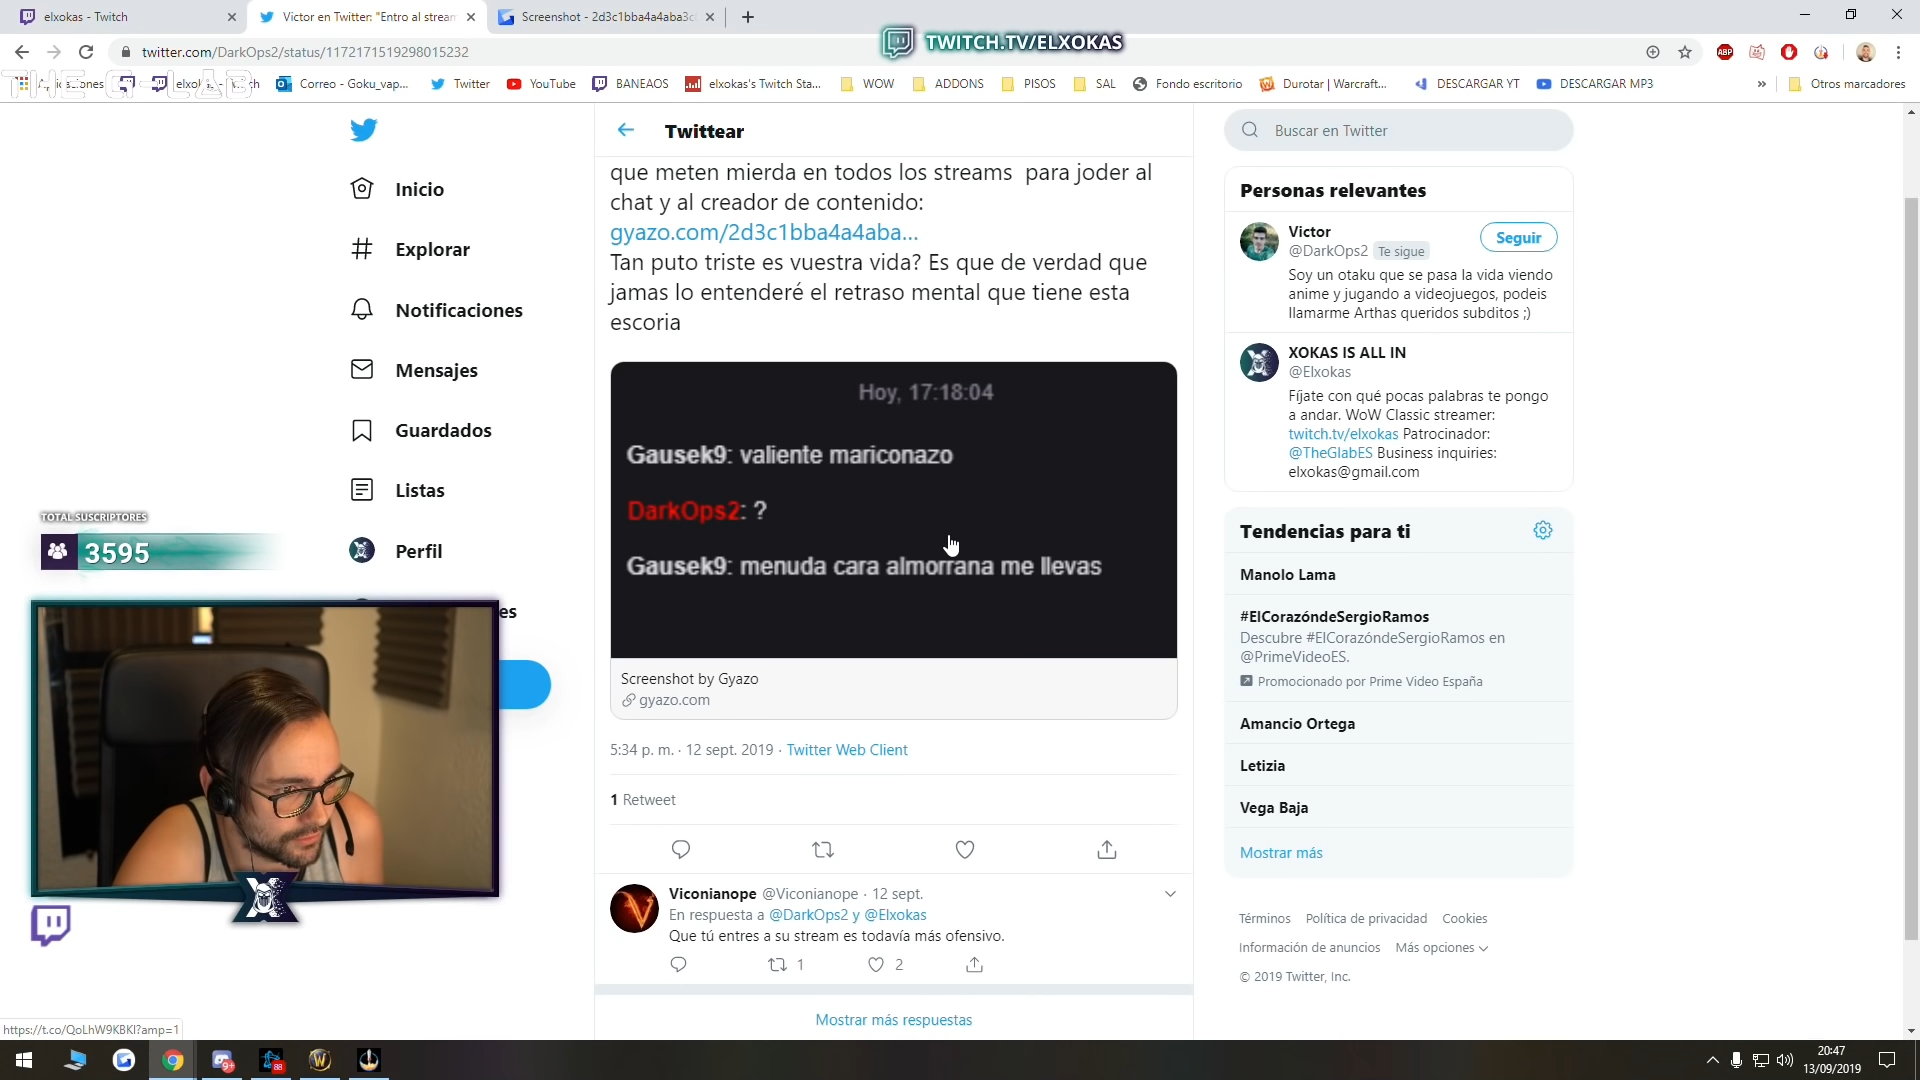 elxokas - Twitch
Victor en Twitter: "Entro al stream
Screenshot - 2d3c1bba4a4aba3c
TWITCH.TV/ELXOKAS
twitter.com/DarkOps2/status/1172171519298015232
THE G-LAB
ABP
Correo - Goku_vap...
Twitter
YouTube
BANEAOS
elxokas's Twitch Sta...
WOW
ADDONS
PISOS
SAL
Fondo escritorio
Durotar | Warcraft...
DESCARGAR YT
DESCARGAR MP3
»
Otros marcadores
Inicio
Explorar
Notificaciones
Mensajes
Guardados
Listas
Perfil
es
TOTAL SUSCRIPTORES
3595
Twittear
que meten mierda en todos los streams para joder al
chat y al creador de contenido:
gyazo.com/2d3c1bba4a4aba...
Tan puto triste es vuestra vida? Es que de verdad que
jamas lo entenderé el retraso mental que tiene esta
escoria
Hoy, 17:18:04
Gausek9: valiente mariconazo
DarkOps2: ?
Gausek9: menuda cara almorrana me llevas
Screenshot by Gyazo
gyazo.com
5:34 p. m. · 12 sept. 2019 · Twitter Web Client
1 Retweet
Viconianope @Viconianope · 12 sept.
En respuesta a @DarkOps2 y @Elxokas
Que tú entres a su stream es todavía más ofensivo.
1
2
Mostrar más respuestas
Buscar en Twitter
Personas relevantes
Victor
@DarkOps2 Te sigue
Seguir
Soy un otaku que se pasa la vida viendo
anime y jugando a videojuegos, podeis
llamarme Arthas queridos subditos ;)
XOKAS IS ALL IN
@Elxokas
Fíjate con qué pocas palabras te pongo
a andar. WoW Classic streamer:
twitch.tv/elxokas Patrocinador:
@TheGlabES Business inquiries:
elxokas@gmail.com
Tendencias para ti
Manolo Lama
#ElCorazóndeSergioRamos
Descubre #ElCorazóndeSergioRamos en
@PrimeVideoES.
Promocionado por Prime Video España
Amancio Ortega
Letizia
Vega Baja
Mostrar más
Términos Política de privacidad Cookies
Información de anuncios Más opciones
© 2019 Twitter, Inc.
https://t.co/QoLhW9KBKl?amp=1
9+
88
20:47
13/09/2019